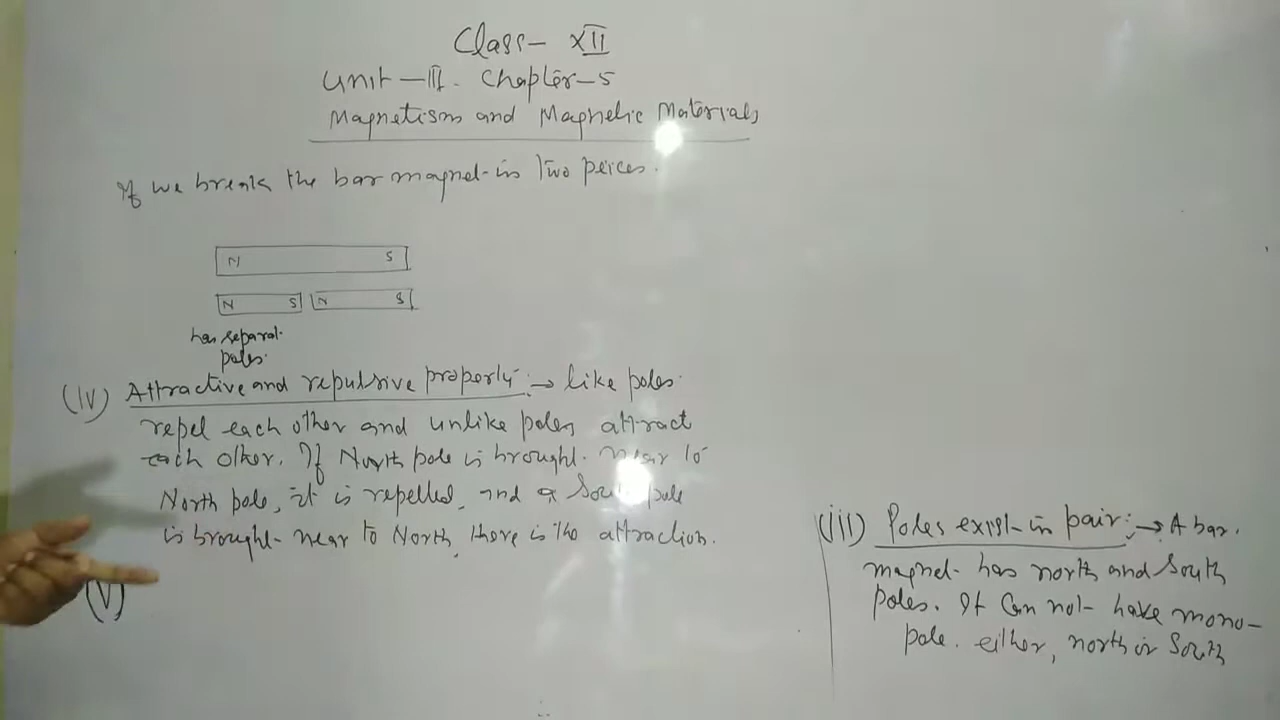 Class- XII
Unit-III. Chapter-5
Magnetism and Magnetic Materials
If we break the bar magnet in Two peices.
N S
N S N S
has separat
poles.
(iv) Attractive and repulsive property:→ like poles
repel each other and unlike poles attract
each other. If North pole is brought near to
North pole, it is repelled, and a South pole
is brought near to North, there is the attraction.
(v)
(iii) Poles exist in pair:→ A bar
magnet has north and South
poles. It Can not have mono-
pole. either, north or South